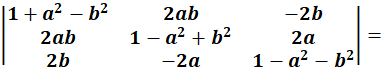 |1 + a² − b² 2ab −2b|
|2ab 1 − a² + b² 2a| =
|2b −2a 1 − a² − b²|